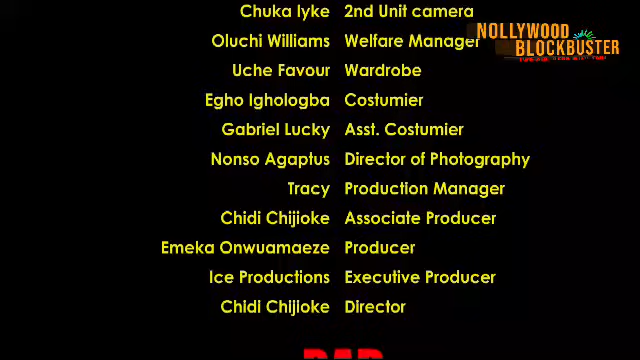 Chuka Iyke 2nd Unit camera
Oluchi Williams Welfare Manager
Uche Favour Wardrobe
Egho Ighologba Costumier
Gabriel Lucky Asst. Costumier
Nonso Agaptus Director of Photography
Tracy Production Manager
Chidi Chijioke Associate Producer
Emeka Onwuamaeze Producer
Ice Productions Executive Producer
Chidi Chijioke Director
NOLLYWOOD
BLOCKBUSTER